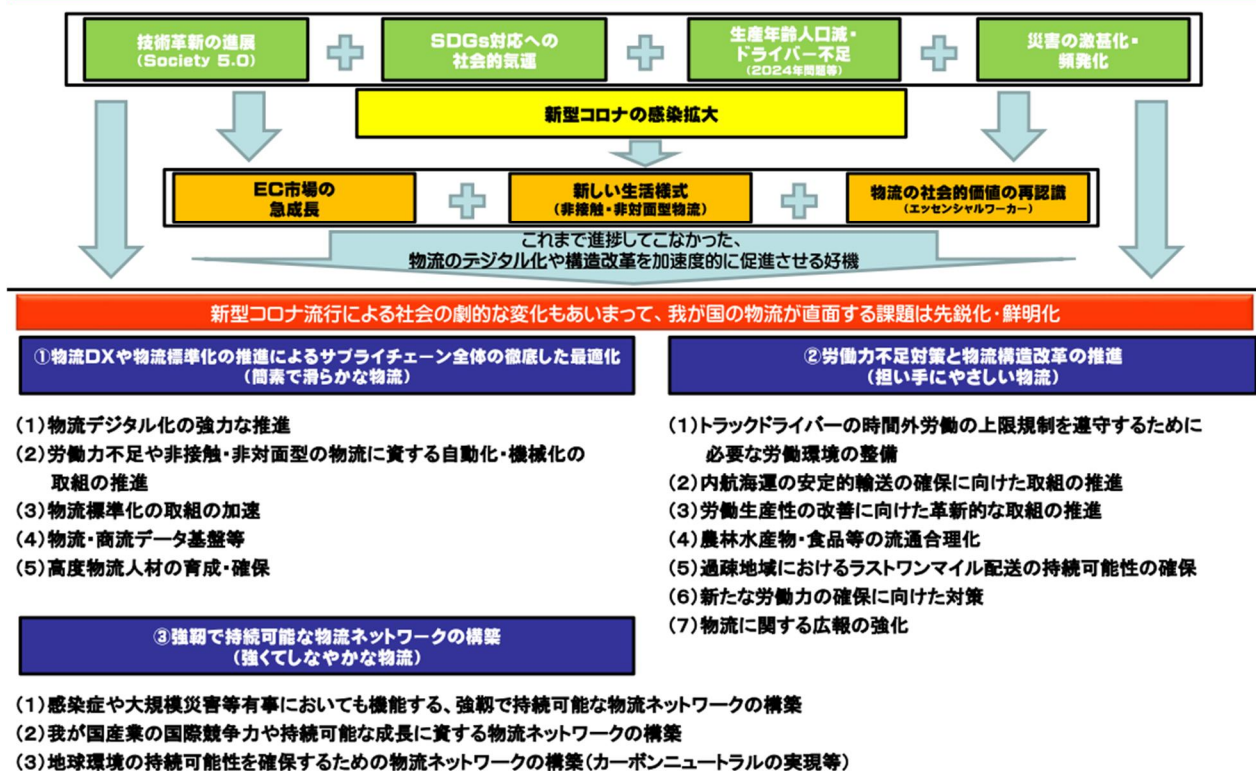 技術革新の進展
(Society 5.0)
SDGs対応への
社会的気運
生産年齢人口減・
ドライバー不足
(2024年問題等)
災害の激甚化・
頻発化
新型コロナの感染拡大
EC市場の
急成長
新しい生活様式
(非接触・非対面型物流)
物流の社会的価値の再認識
(エッセンシャルワーカー)
これまで進捗してこなかった、
物流のデジタル化や構造改革を加速度的に促進させる好機
新型コロナ流行による社会の劇的な変化もあいまって、我が国の物流が直面する課題は先鋭化・鮮明化
①物流DXや物流標準化の推進によるサプライチェーン全体の徹底した最適化
(簡素で滑らかな物流)
(1)物流デジタル化の強力な推進
(2)労働力不足や非接触・非対面型の物流に資する自動化・機械化の
取組の推進
(3)物流標準化の取組の加速
(4)物流・商流データ基盤等
(5)高度物流人材の育成・確保
②労働力不足対策と物流構造改革の推進
(担い手にやさしい物流)
(1)トラックドライバーの時間外労働の上限規制を遵守するために
必要な労働環境の整備
(2)内航海運の安定的輸送の確保に向けた取組の推進
(3)労働生産性の改善に向けた革新的な取組の推進
(4)農林水産物・食品等の流通合理化
(5)過疎地域におけるラストワンマイル配送の持続可能性の確保
(6)新たな労働力の確保に向けた対策
(7)物流に関する広報の強化
③強靭で持続可能な物流ネットワークの構築
(強くてしなやかな物流)
(1)感染症や大規模災害等有事においても機能する、強靱で持続可能な物流ネットワークの構築
(2)我が国産業の国際競争力や持続可能な成長に資する物流ネットワークの構築
(3)地球環境の持続可能性を確保するための物流ネットワークの構築(カーボンニュートラルの実現等)